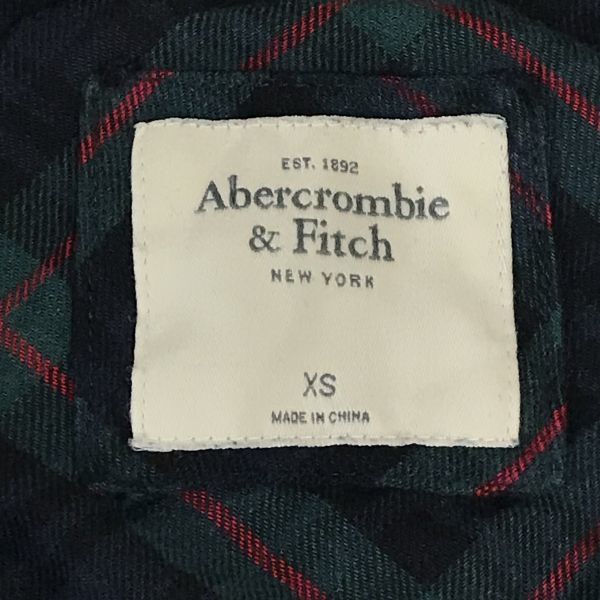 EST. 1892
Abercrombie
& Fitch
NEW YORK
XS
MADE IN CHINA